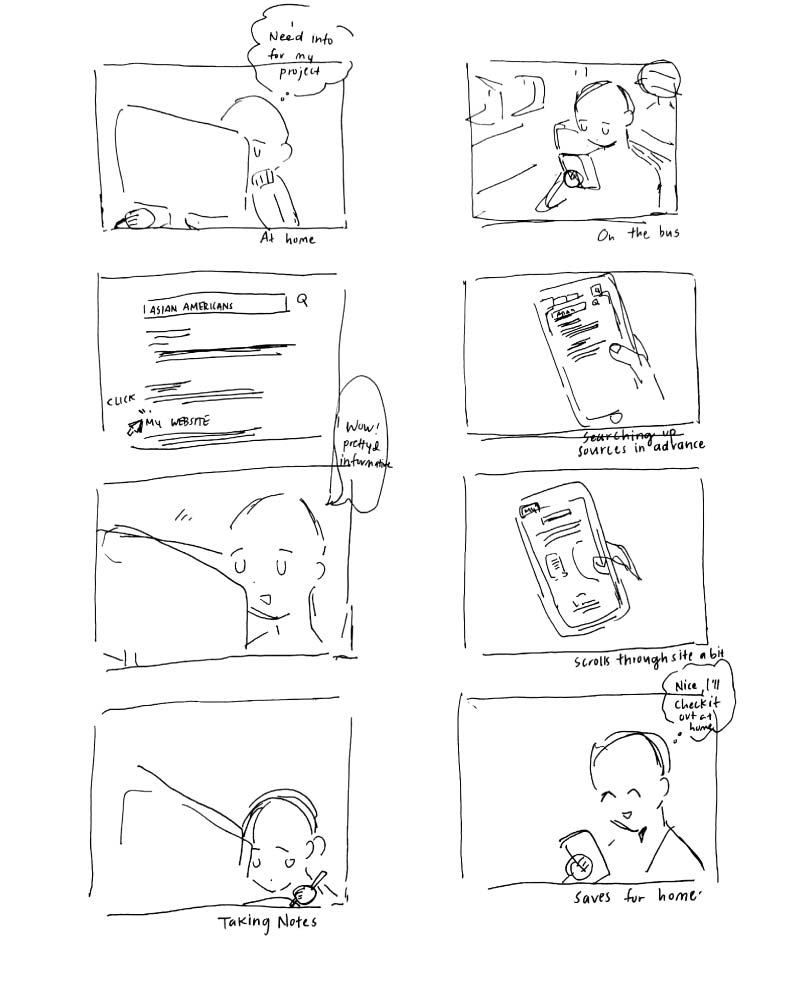 Need info
for my
project
At home
On the bus
ASIAN AMERICANS Q
CLICK
MY WEBSITE
Asian
Q
Searching up
sources in advance
Wow!
pretty
informative
My
Scrolls through site a bit
Taking Notes
Nice, I'll
Check it
out at
home
Saves for home.